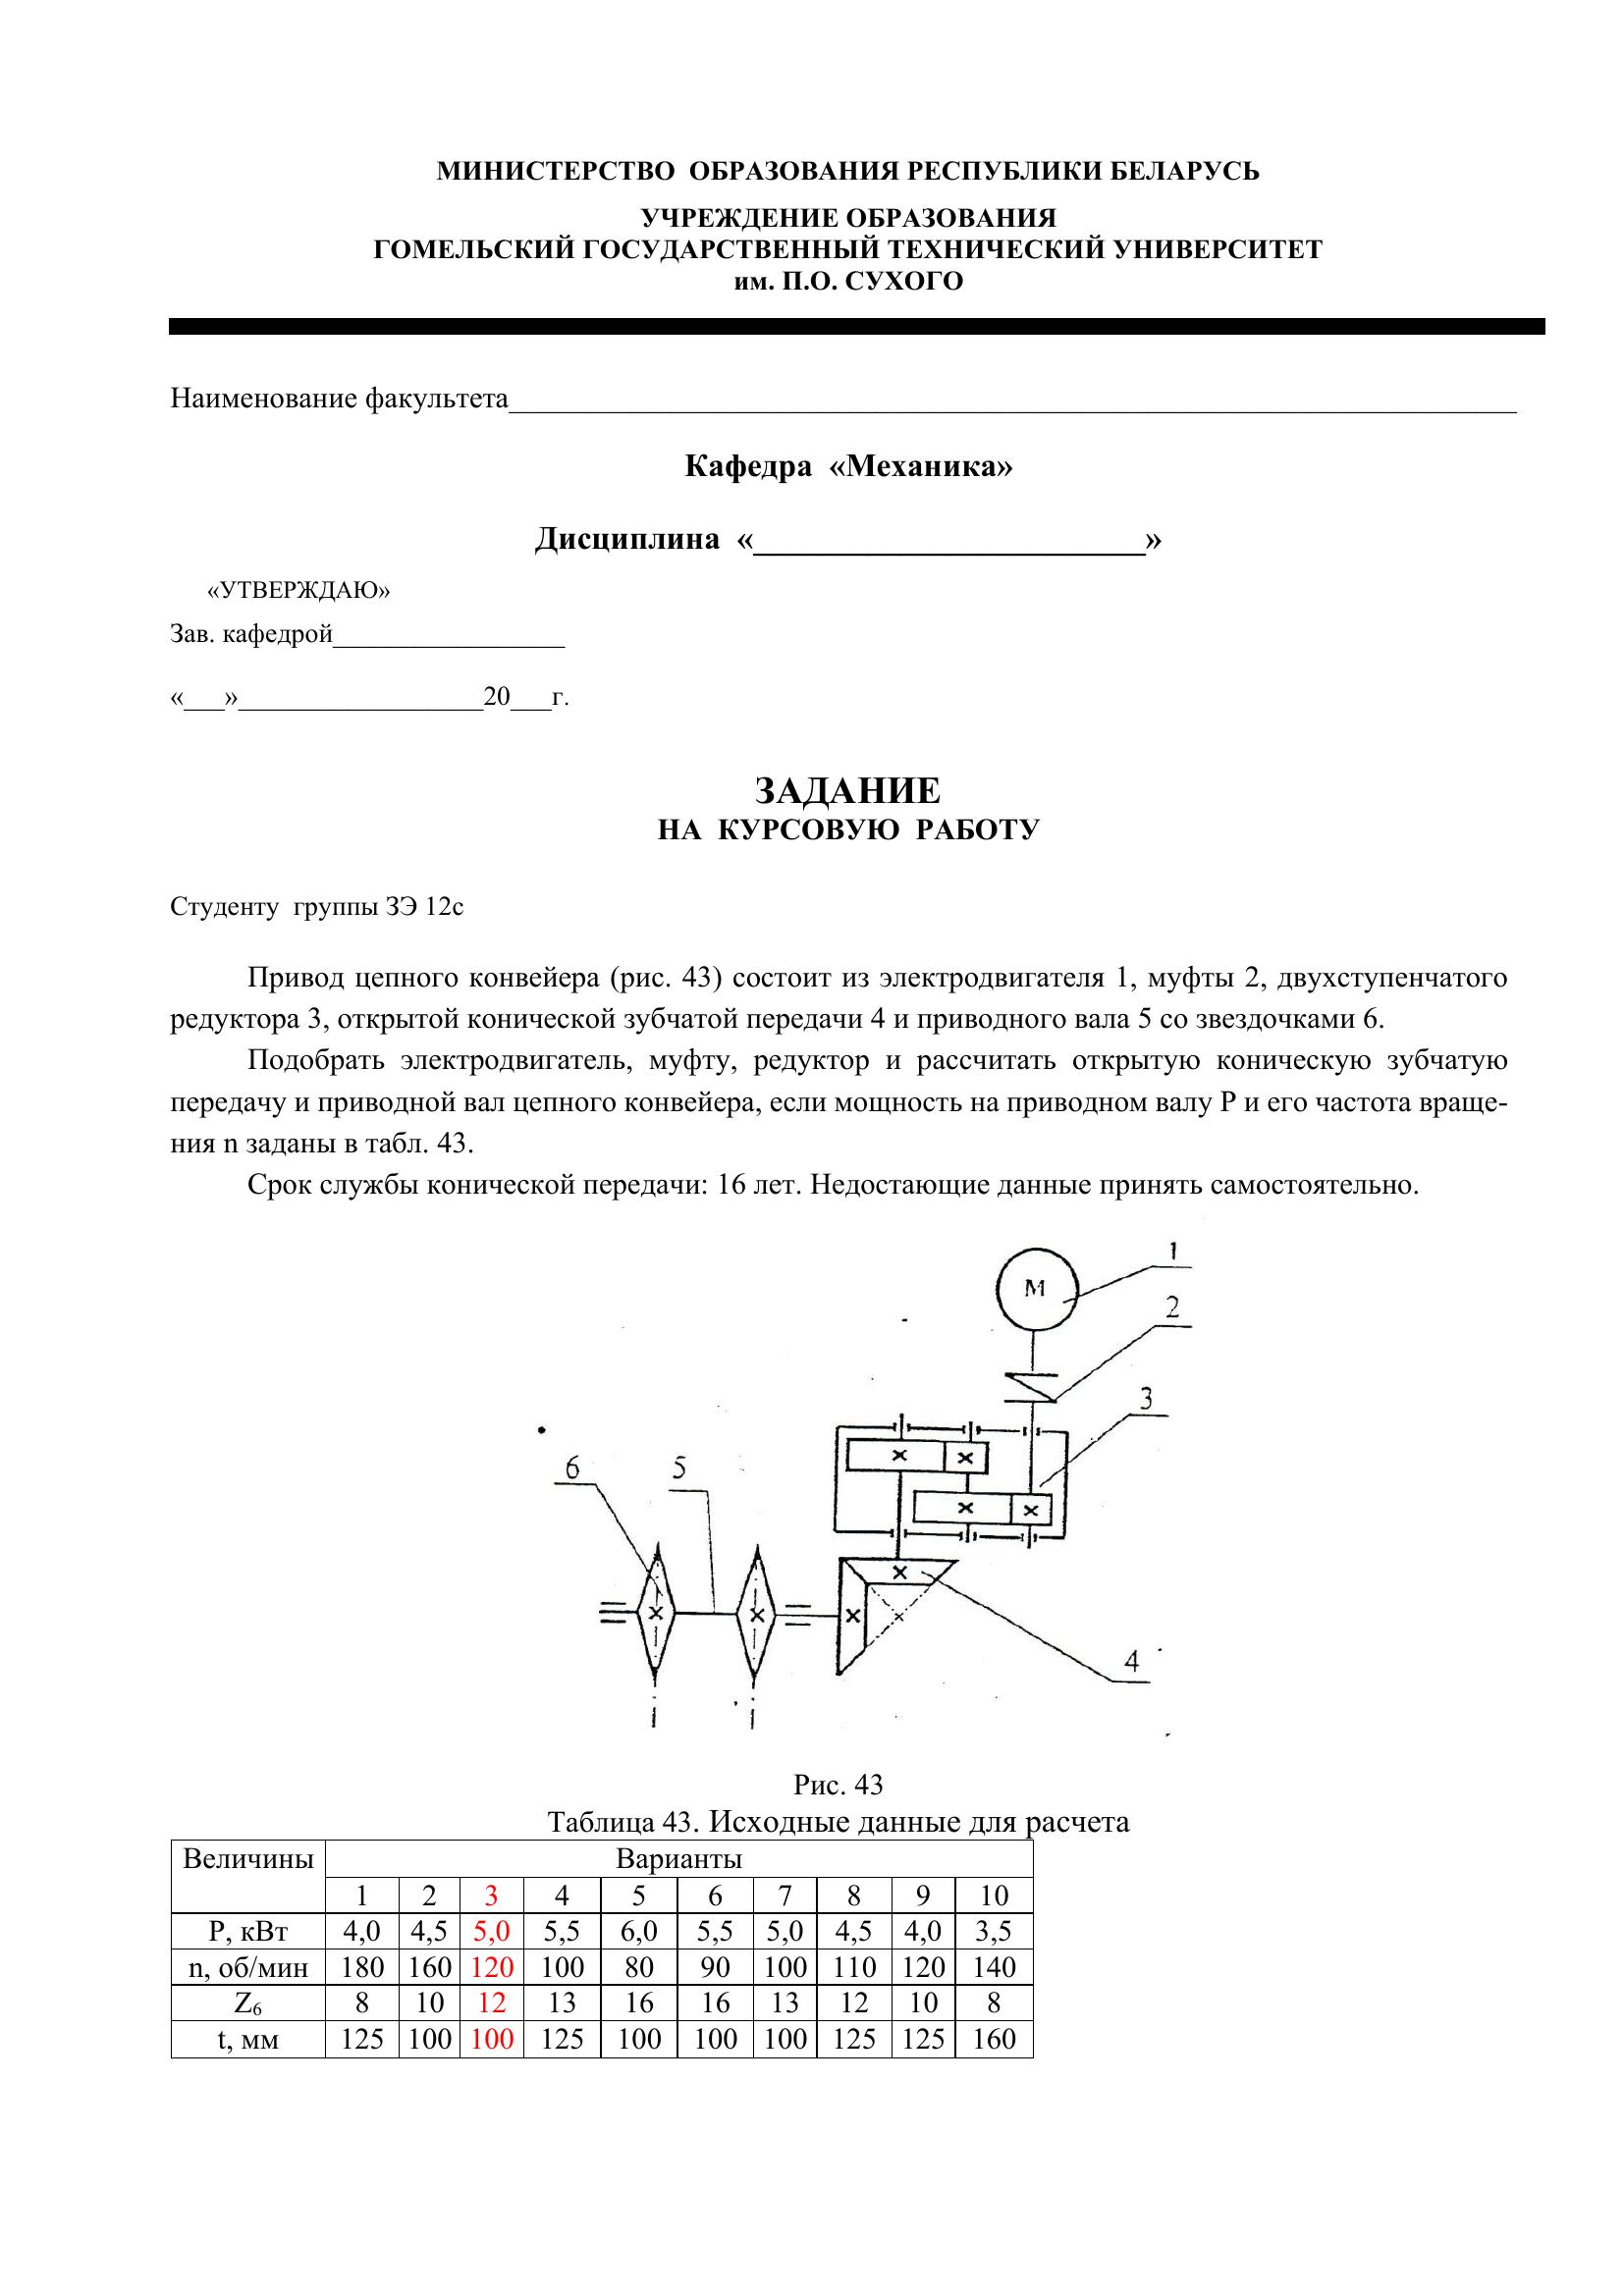 МИНИСТЕРСТВО ОБРАЗОВАНИЯ РЕСПУБЛИКИ БЕЛАРУСЬ
УЧРЕЖДЕНИЕ ОБРАЗОВАНИЯ
ГОМЕЛЬСКИЙ ГОСУДАРСТВЕННЫЙ ТЕХНИЧЕСКИЙ УНИВЕРСИТЕТ
им. П.О. СУХОГО
Наименование факультета____________________
Кафедра «Механика»
Дисциплина «____________________»
«УТВЕРЖДАЮ»
Зав. кафедрой_________________
«___»__________________20___г.
ЗАДАНИЕ
НА КУРСОВУЮ РАБОТУ
Студенту группы ЗЭ 12с
Привод цепного конвейера (рис. 43) состоит из электродвигателя 1, муфты 2, двухступенчатого
редуктора 3, открытой конической зубчатой передачи 4 и приводного вала 5 со звездочками 6.
Подобрать электродвигатель, муфту, редуктор и рассчитать открытую коническую зубчатую
передачу и приводной вал цепного конвейера, если мощность на приводном валу Р и его частота враще-
ния n заданы в табл. 43.
Срок службы конической передачи: 16 лет. Недостающие данные принять самостоятельно.
1
М
2
3
6
5
4
Рис. 43
Таблица 43. Исходные данные для расчета
Величины Варианты
1 2 3 4 5 6 7 8 9 10
Р, кВт 4,0 4,5 5,0 5,5 6,0 5,5 5,0 4,5 4,0 3,5
n, об/мин 180 160 120 100 80 90 100 110 120 140
Z6 8 10 12 13 16 16 13 12 10 8
t, мм 125 100 100 125 100 100 100 125 125 160